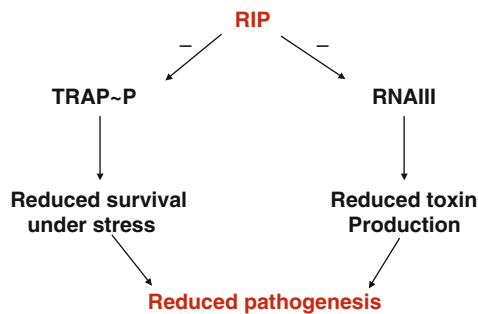 RIP
– –
TRAP~P RNAIII
Reduced survival
under stress
Reduced toxin
Production
Reduced pathogenesis